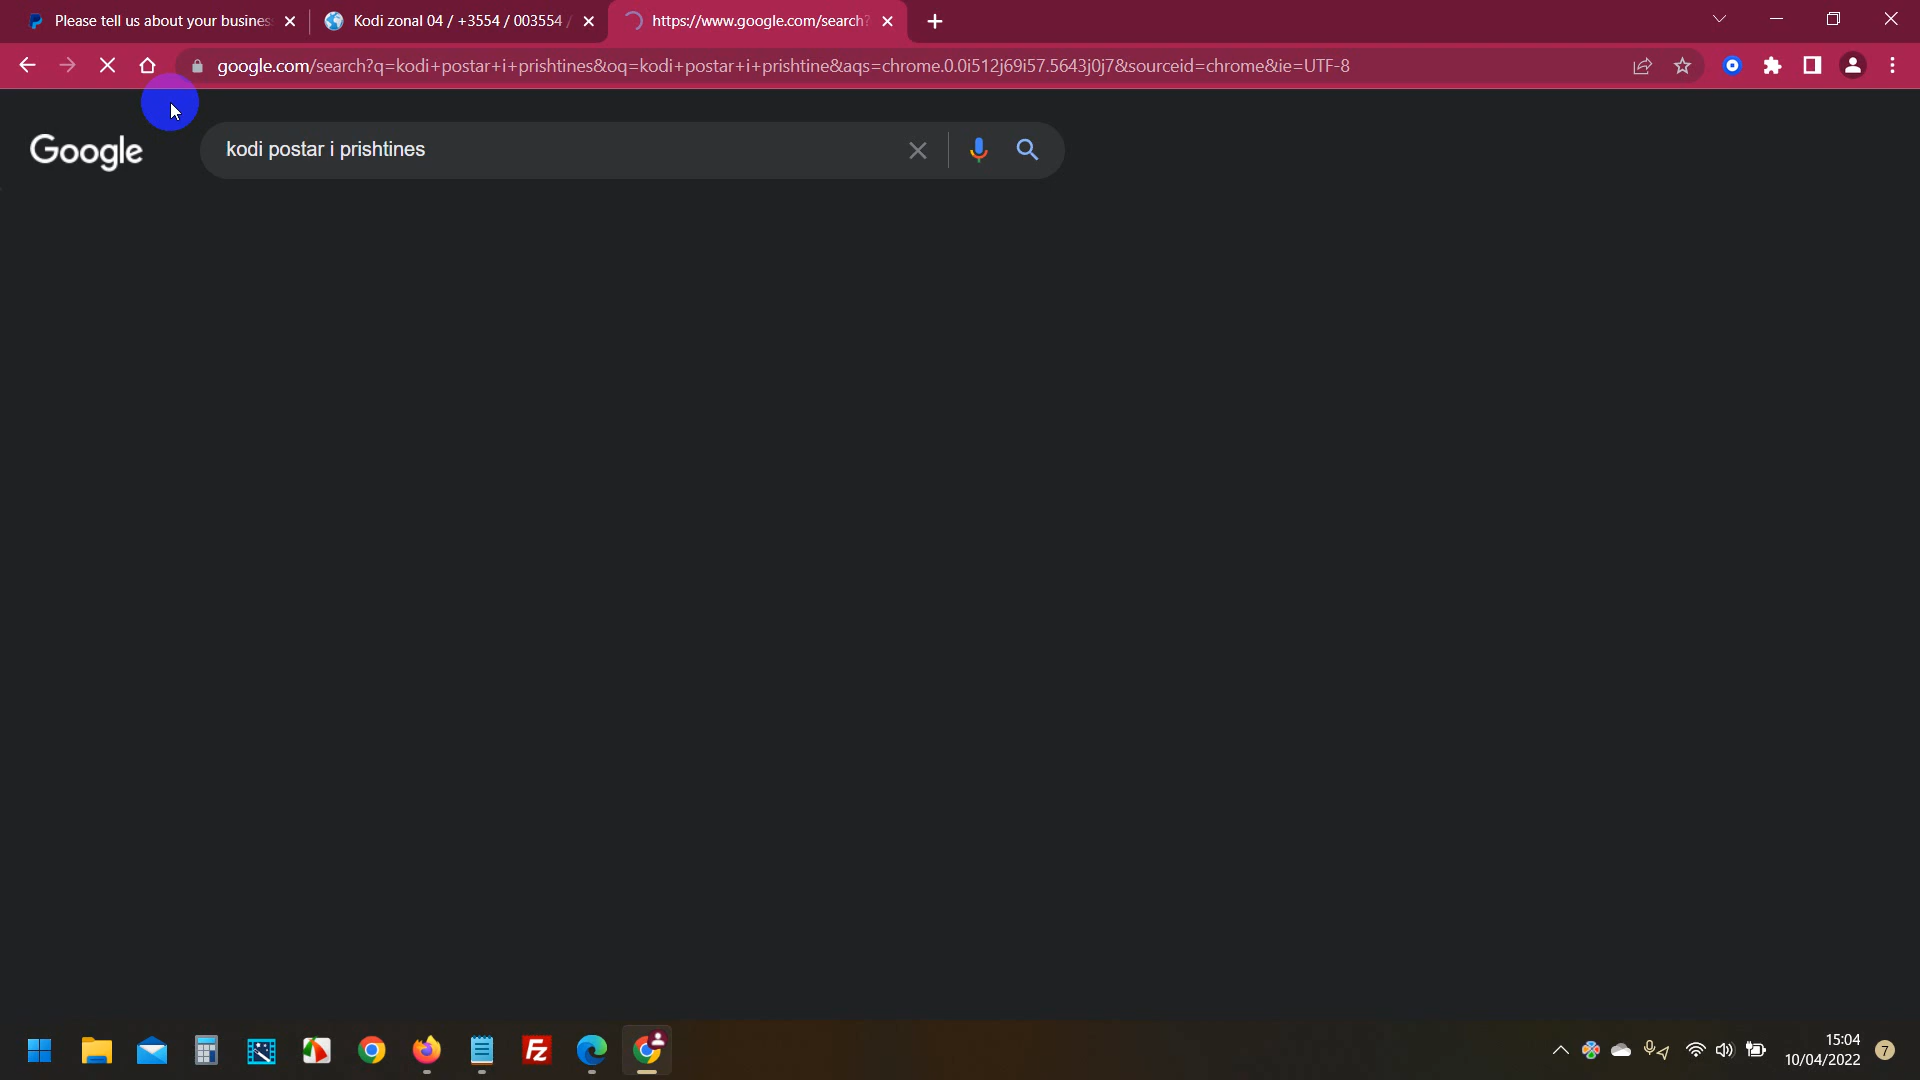 Please tell us about your busines
Kodi zonal 04 / +3554 / 003554 /
https://www.google.com/search?
google.com/search?q=kodi+postar+i+prishtines&oq=kodi+postar+i+prishtine&aqs=chrome.0.0i512j69i57.5643j0j7&sourceid=chrome&ie=UTF-8
Google
kodi postar i prishtines
Fz
15:04
10/04/2022
7